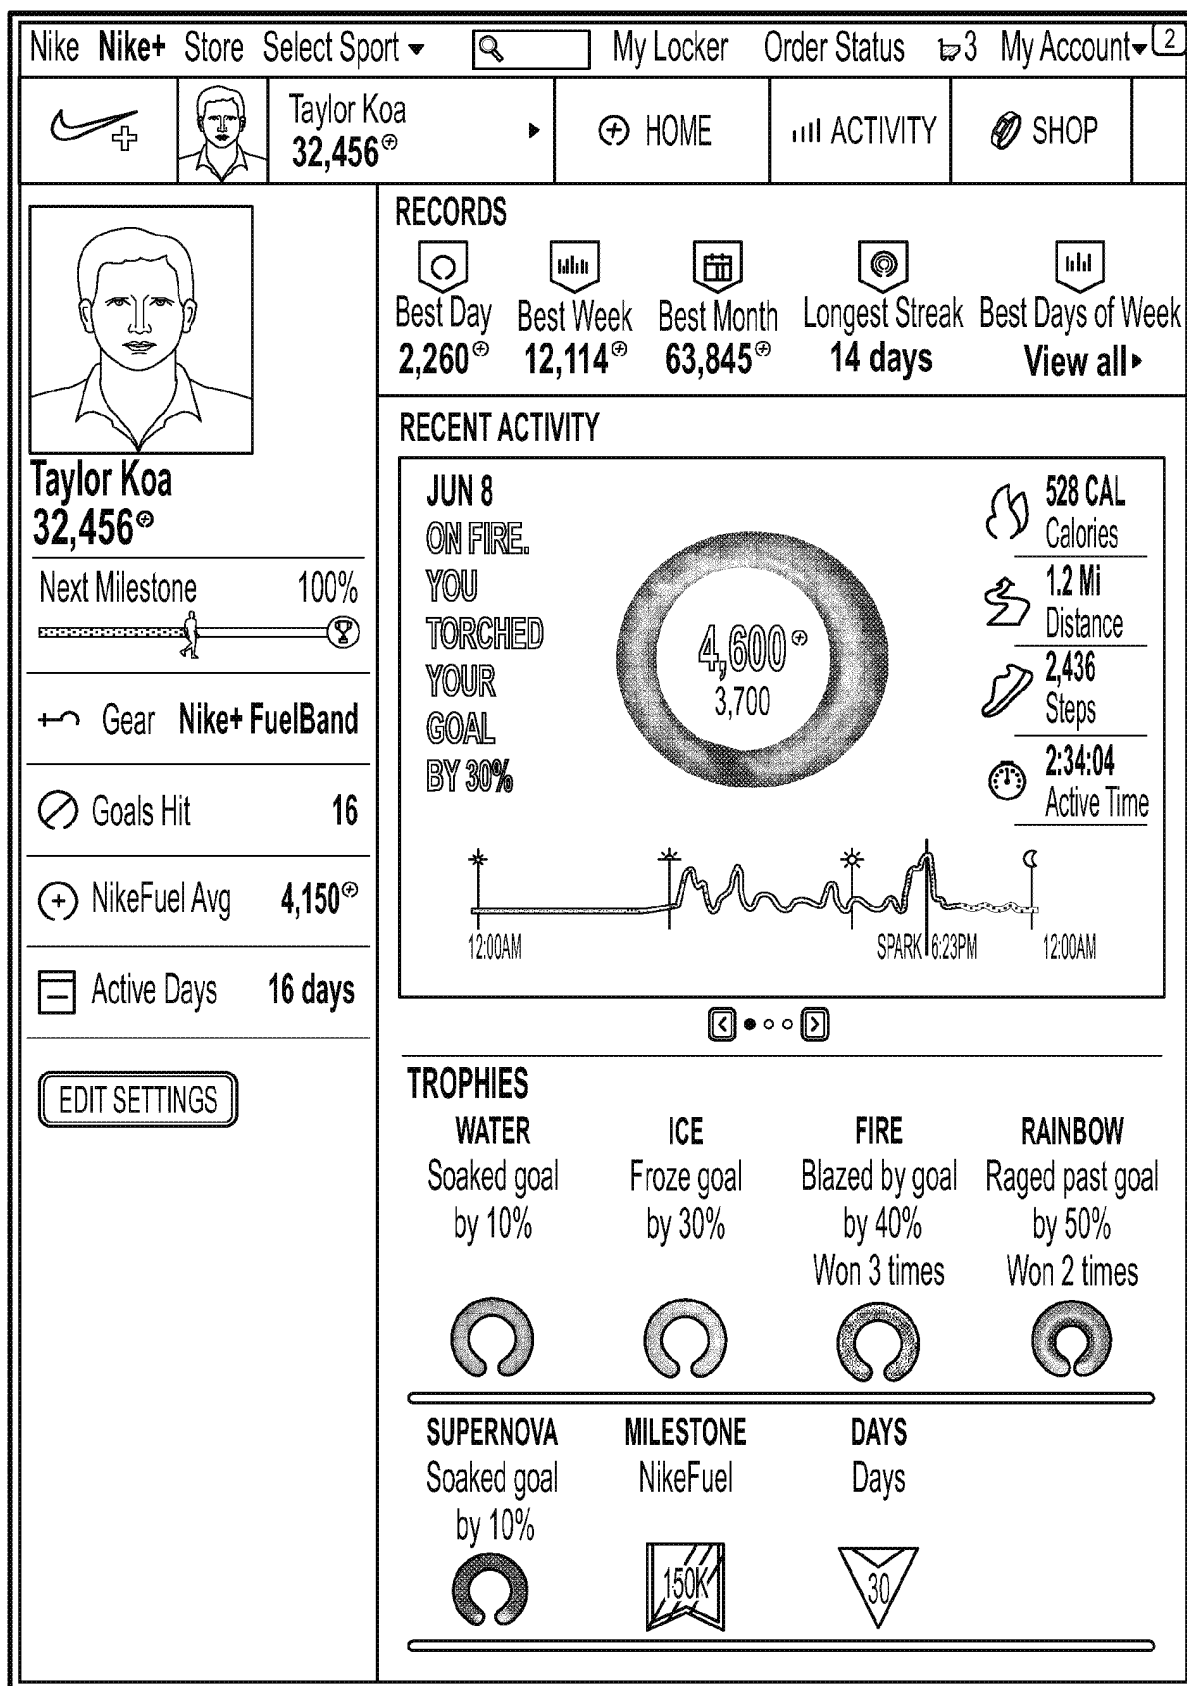 Nike Nike+ Store Select Sport My Locker Order Status 3 My Account 2
Taylor Koa
32,456
HOME
ACTIVITY
SHOP
Taylor Koa
32,456
Next Milestone 100%
Gear Nike+ FuelBand
Goals Hit 16
NikeFuel Avg 4,150
Active Days 16 days
EDIT SETTINGS
RECORDS
Best Day
2,260
Best Week
12,114
Best Month
63,845
Longest Streak
14 days
Best Days of Week
View all
RECENT ACTIVITY
JUN 8
ON FIRE.
YOU
TORCHED
YOUR
GOAL
BY 30%
4,600
3,700
528 CAL
Calories
1.2 Mi
Distance
2,436
Steps
2:34:04
Active Time
12:00AM SPARK 6:23PM 12:00AM
TROPHIES
WATER
Soaked goal
by 10%
ICE
Froze goal
by 30%
FIRE
Blazed by goal
by 40%
Won 3 times
RAINBOW
Raged past goal
by 50%
Won 2 times
SUPERNOVA
Soaked goal
by 10%
MILESTONE
NikeFuel
150K
DAYS
Days
30